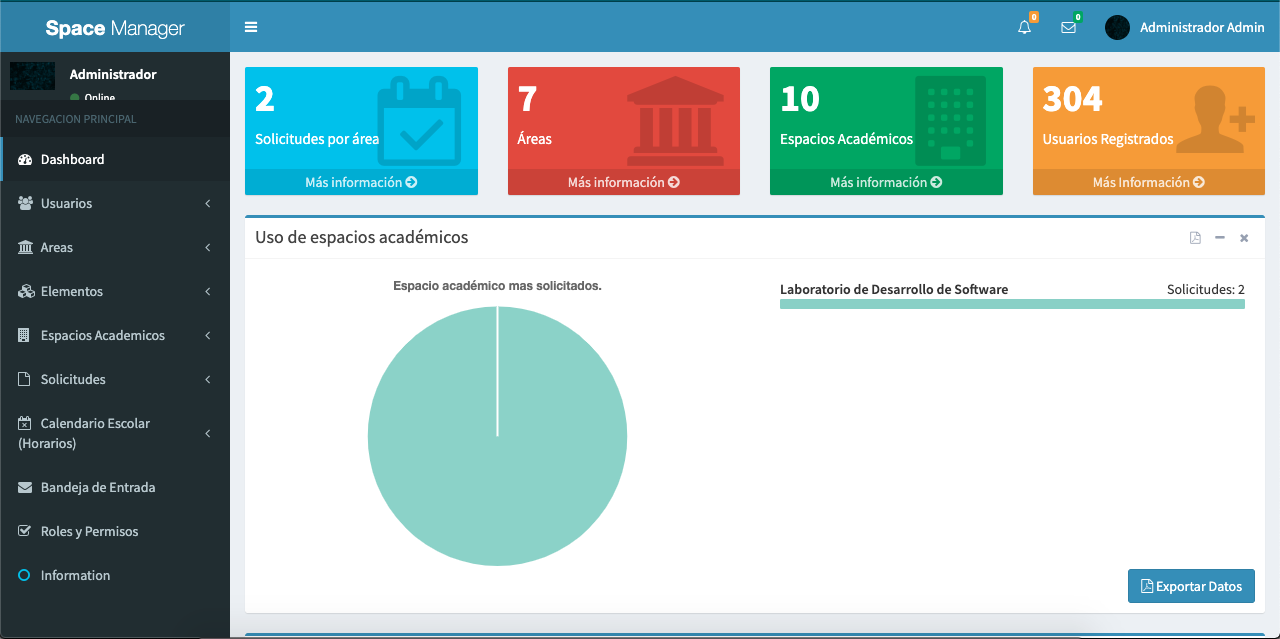 Space Manager
0
0
Administrador Admin
Administrador
Online
NAVEGACION PRINCIPAL
Dashboard
Usuarios
Areas
Elementos
Espacios Academicos
Solicitudes
Calendario Escolar
(Horarios)
Bandeja de Entrada
Roles y Permisos
Information
2
Solicitudes por área
Más información
7
Áreas
Más información
10
Espacios Académicos
Más información
304
Usuarios Registrados
Más Información
Uso de espacios académicos
Espacio académico mas solicitados.
Laboratorio de Desarrollo de Software
Solicitudes: 2
Exportar Datos